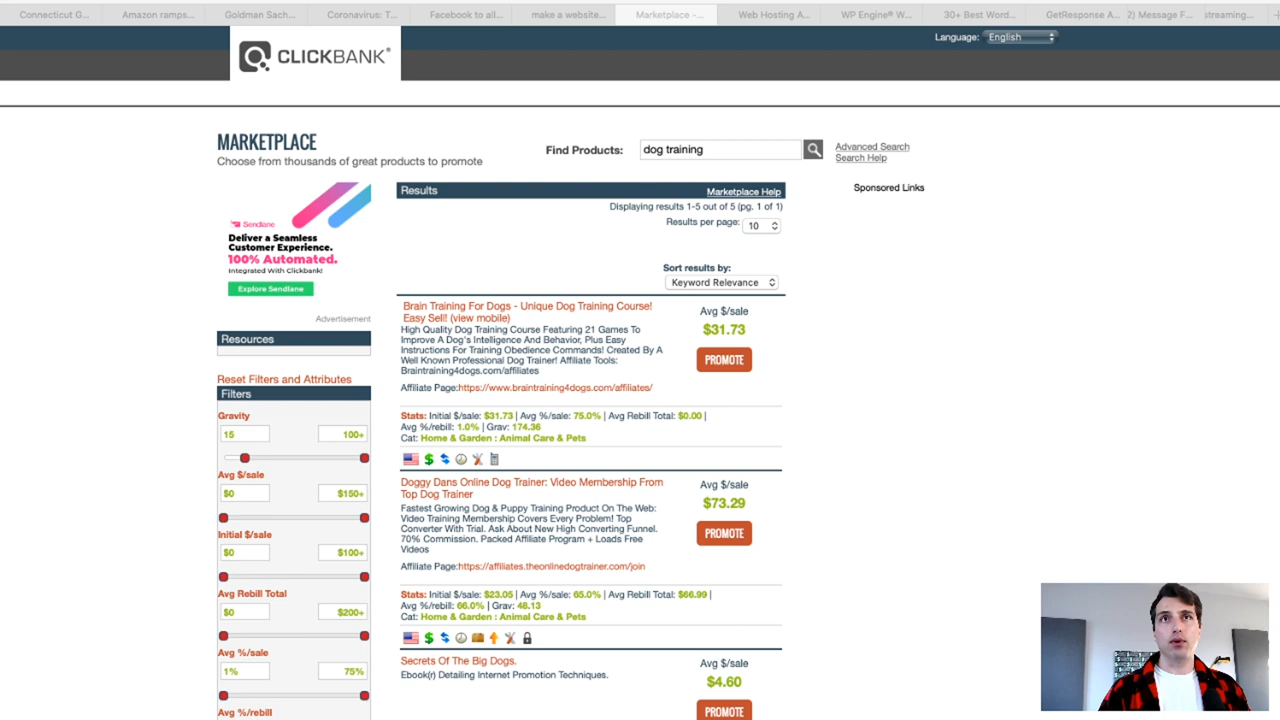 Connecticut G...
Amazon ramps...
Goldman Sach...
Coronavirus: T...
Facebook to all...
make a website...
Marketplace -...
Web Hosting A...
WP Engine® W...
30+ Best Word...
GetResponse A...
2) Message F...
streaming...
Language: English
CLICKBANK®
MARKETPLACE
Choose from thousands of great products to promote
Find Products: dog training
Advanced Search
Search Help
Sponsored Links
Sendlane
Deliver a Seamless
Customer Experience.
100% Automated.
Integrated With Clickbank!
Explore Sendlane
Advertisement
Resources
Reset Filters and Attributes
Filters
Gravity
15 100+
Avg $/sale
$0 $150+
Initial $/sale
$0 $100+
Avg Rebill Total
$0 $200+
Avg %/sale
1% 75%
Avg %/rebill
Results Marketplace Help
Displaying results 1-5 out of 5 (pg. 1 of 1)
Results per page: 10
Sort results by:
Keyword Relevance
Brain Training For Dogs - Unique Dog Training Course!
Easy Sell! (view mobile)
High Quality Dog Training Course Featuring 21 Games To
Improve A Dog's Intelligence And Behavior, Plus Easy
Instructions For Training Obedience Commands! Created By A
Well Known Professional Dog Trainer! Affiliate Tools:
Braintraining4dogs.com/affiliates
Affiliate Page:https://www.braintraining4dogs.com/affiliates/
Avg $/sale
$31.73
PROMOTE
Stats: Initial $/sale: $31.73 | Avg %/sale: 75.0% | Avg Rebill Total: $0.00 |
Avg %/rebill: 1.0% | Grav: 174.36
Cat: Home & Garden : Animal Care & Pets
Doggy Dans Online Dog Trainer: Video Membership From
Top Dog Trainer
Fastest Growing Dog & Puppy Training Product On The Web:
Video Training Membership Covers Every Problem! Top
Converter With Trial. Ask About New High Converting Funnel.
70% Commission. Packed Affiliate Program + Loads Free
Videos
Affiliate Page:https://affiliates.theonlinedogtrainer.com/join
Avg $/sale
$73.29
PROMOTE
Stats: Initial $/sale: $23.05 | Avg %/sale: 65.0% | Avg Rebill Total: $66.99 |
Avg %/rebill: 66.0% | Grav: 48.13
Cat: Home & Garden : Animal Care & Pets
Secrets Of The Big Dogs.
Ebook(r) Detailing Internet Promotion Techniques.
Avg $/sale
$4.60
PROMOTE